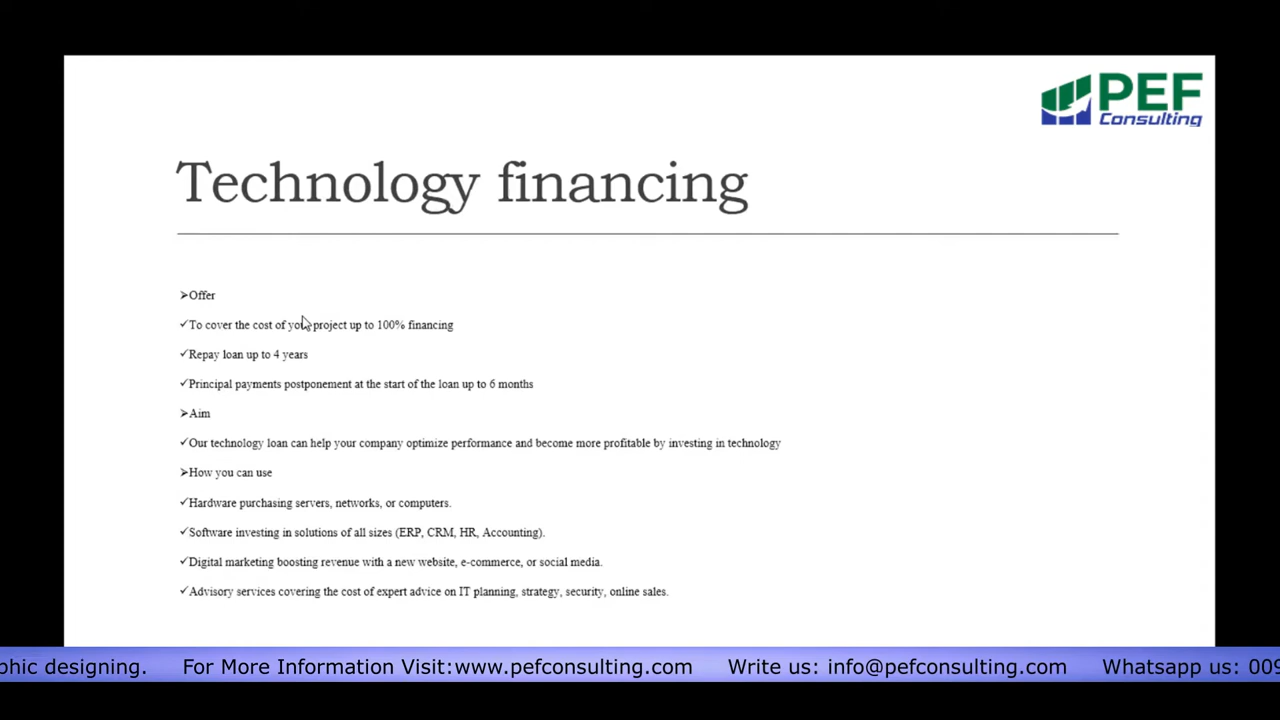 PEF
Consulting
Technology financing
➢Offer
✓To cover the cost of your project up to 100% financing
✓Repay loan up to 4 years
✓Principal payments postponement at the start of the loan up to 6 months
➢Aim
✓Our technology loan can help your company optimize performance and become more profitable by investing in technology
➢How you can use
✓Hardware purchasing servers, networks, or computers.
✓Software investing in solutions of all sizes (ERP, CRM, HR, Accounting).
✓Digital marketing boosting revenue with a new website, e-commerce, or social media.
✓Advisory services covering the cost of expert advice on IT planning, strategy, security, online sales.
phic designing. For More Information Visit:www.pefconsulting.com Write us: info@pefconsulting.com Whatsapp us: 009